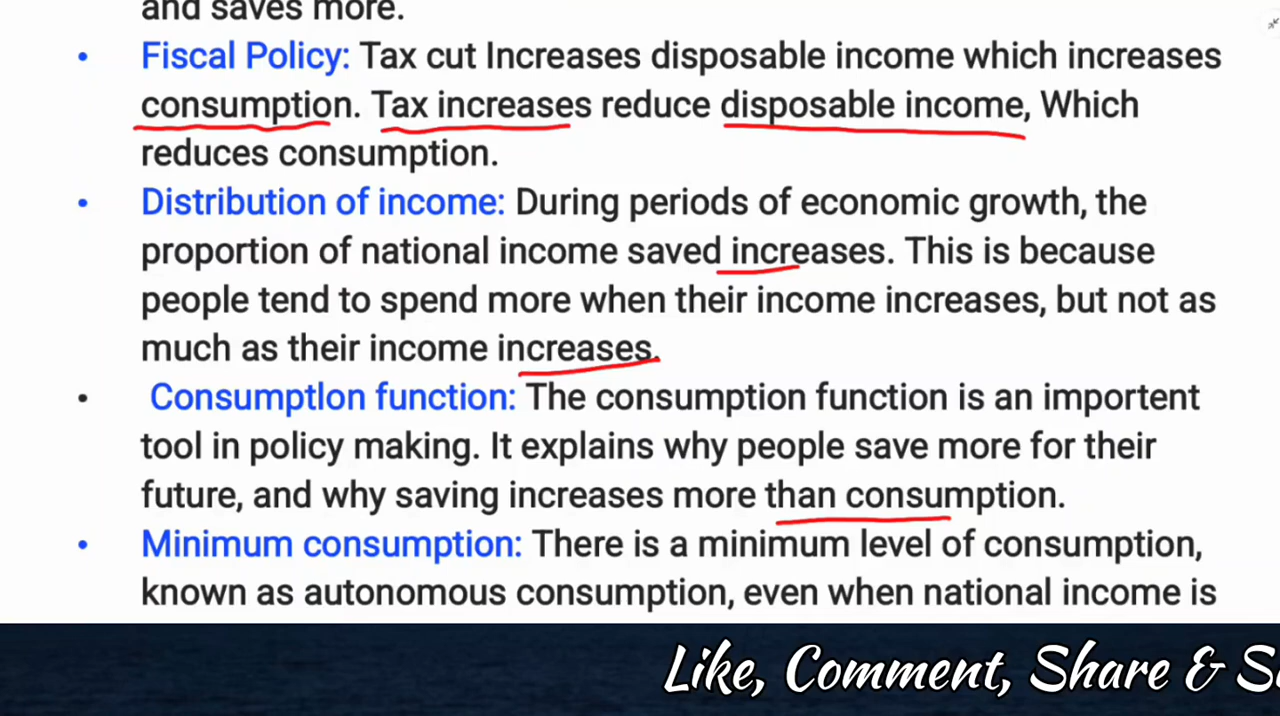 and saves more.
• Fiscal Policy: Tax cut Increases disposable income which increases
consumption. Tax increases reduce disposable income, Which
reduces consumption.
• Distribution of income: During periods of economic growth, the
proportion of national income saved increases. This is because
people tend to spend more when their income increases, but not as
much as their income increases.
• Consumptlon function: The consumption function is an importent
tool in policy making. It explains why people save more for their
future, and why saving increases more than consumption.
• Minimum consumption: There is a minimum level of consumption,
known as autonomous consumption, even when national income is
Like, Comment, Share & S